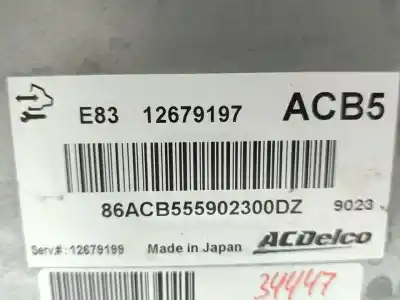 E83 12679197 ACB5
86ACB555902300DZ 9023
Serv.#: 12679199 Made in Japan ACDelco
34447